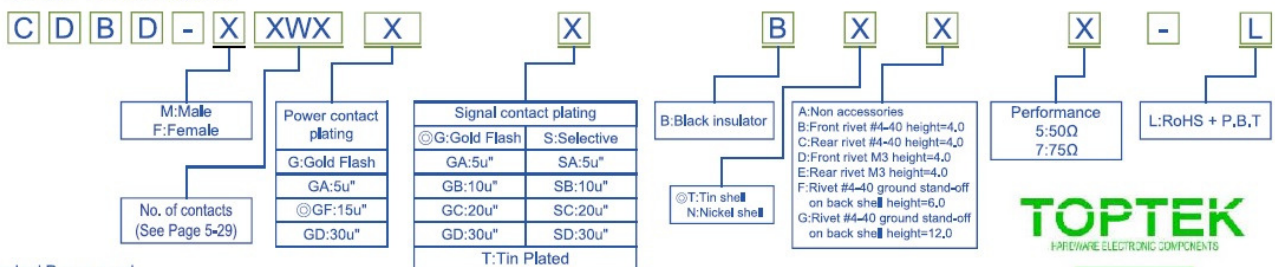 C D B D - X XWX X X B X X X - L
M:Male
F:Female
No. of contacts
(See Page 5-29)
Power contact
plating
G:Gold Flash
GA:5u"
◎GF:15u"
GD:30u"
Signal contact plating
◎G:Gold Flash S:Selective
GA:5u" SA:5u"
GB:10u" SB:10u"
GC:20u" SC:20u"
GD:30u" SD:30u"
T:Tin Plated
B:Black insulator
◎T:Tin shell
N:Nickel shell
A:Non accessories
B:Front rivet #4-40 height=4.0
C:Rear rivet #4-40 height=4.0
D:Front rivet M3 height=4.0
E:Rear rivet M3 height=4.0
F:Rivet #4-40 ground stand-off
on back shell height=6.0
G:Rivet #4-40 ground stand-off
on back shell height=12.0
Performance
5:50Ω
7:75Ω
L:RoHS + P.B.T
TOPTEK
HARDWARE ELECTRONIC COMPONENTS